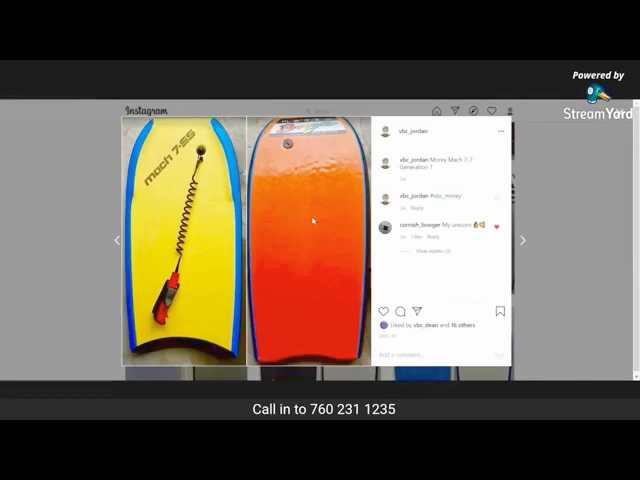 Powered by
StreamYard
Instagram
mach 7-SS
vbc_jordan
vbc_jordan Morey Mach 7-7
Generation 1
vbc_jordan #vbc_morey
Reply
cornish_booger My unicorn
Reply
View replies
Liked by vbc_dean and 16 others
Add a comment...
Call in to 760 231 1235